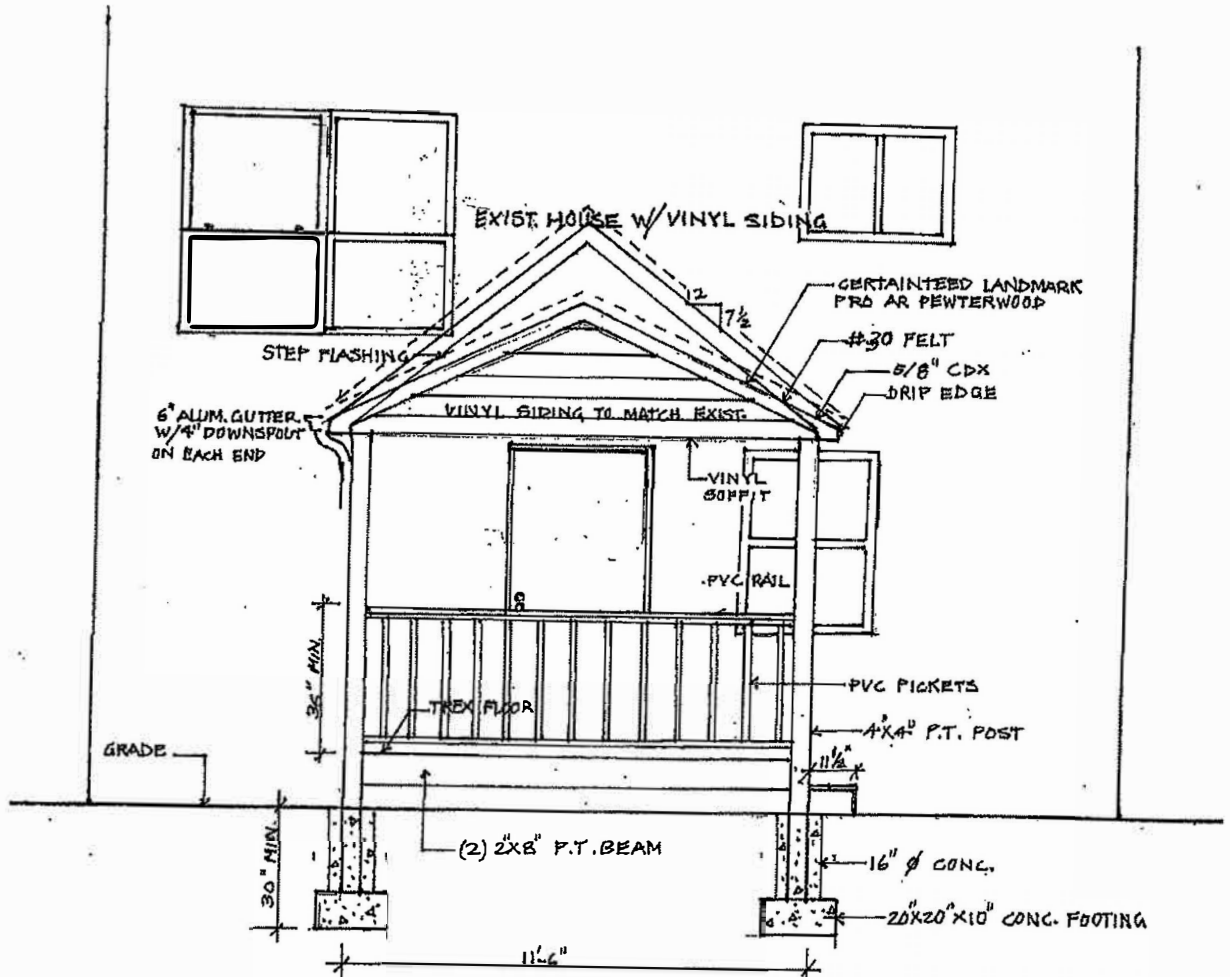 EXIST. HOUSE W/ VINYL SIDING
12
7½
CERTAINTEED LANDMARK
PRO AR PEWTERWOOD
#30 FELT
5/8" CDX
DRIP EDGE
STEP FLASHING
6" ALUM. GUTTER
W/4" DOWNSPOUT
ON EACH END
VINYL SIDING TO MATCH EXIST.
VINYL
SOFFIT
PVC RAIL
36" MIN.
TREX FLOOR
PVC PICKETS
4"X4" P.T. POST
11½"
GRADE
(2) 2"X8" P.T. BEAM
30" MIN.
16" Ø CONC.
20"X20"X10" CONC. FOOTING
11'-6"